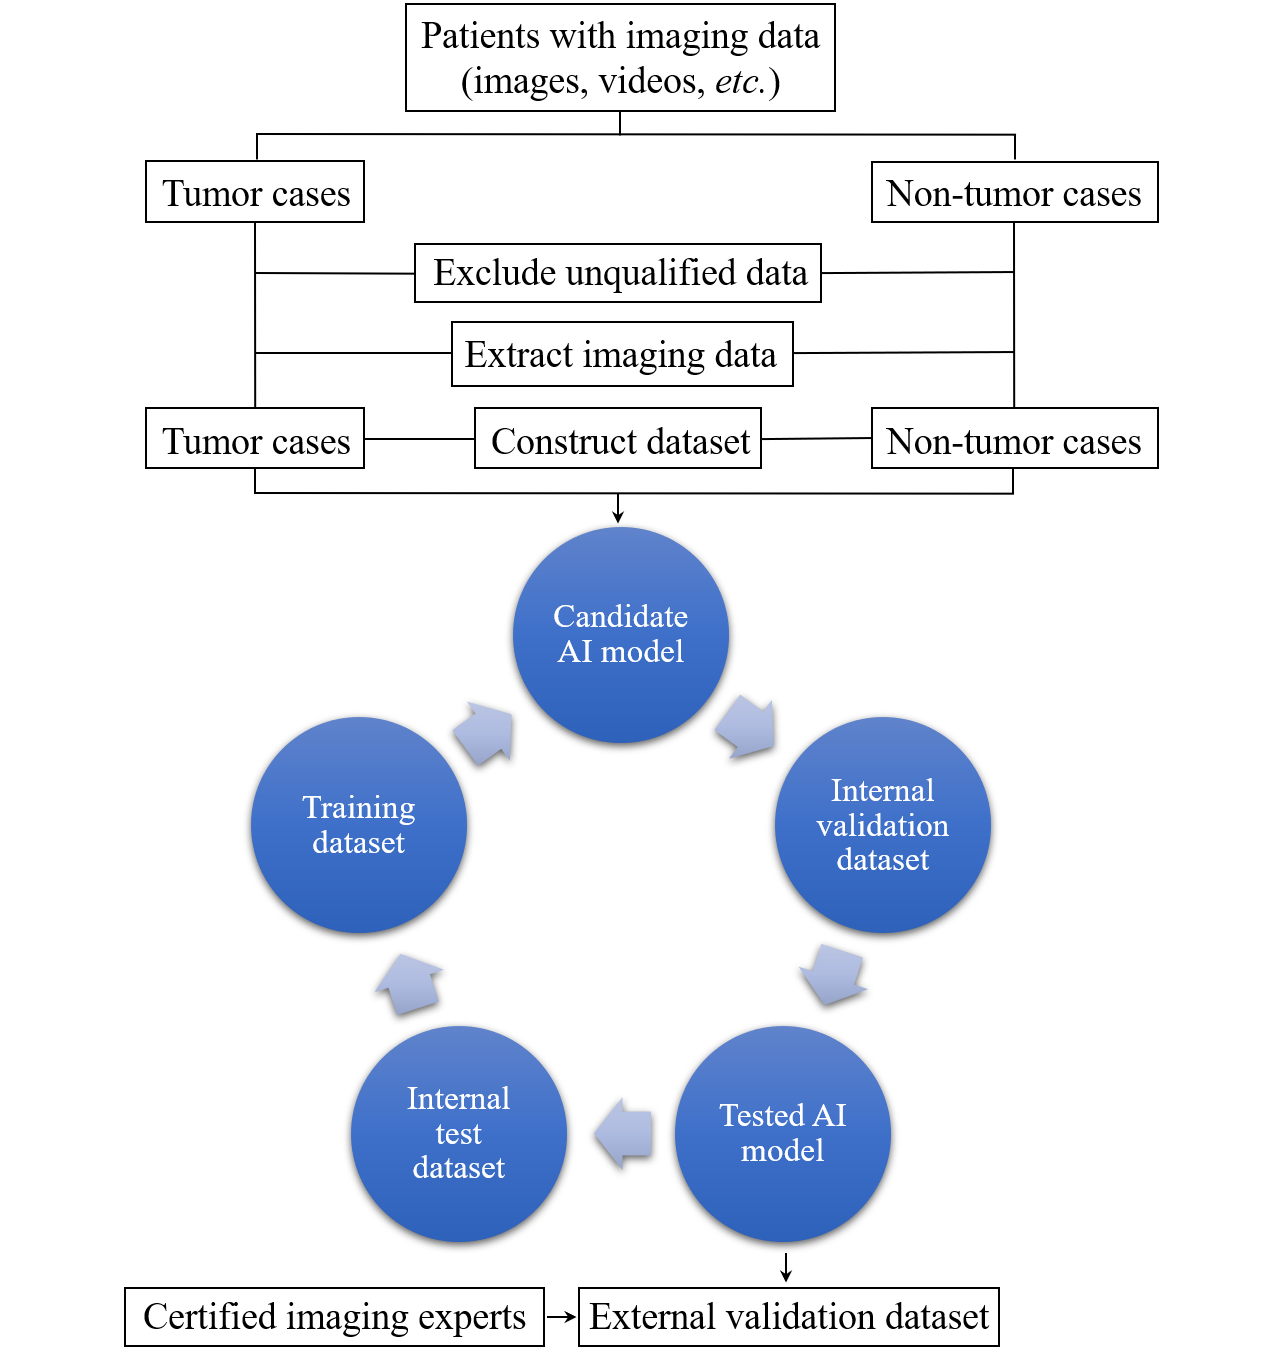 Patients with imaging data
(images, videos, etc.)
Tumor cases
Non-tumor cases
Exclude unqualified data
Extract imaging data
Tumor cases
Construct dataset
Non-tumor cases
Candidate
AI model
Internal
validation
dataset
Training
dataset
Tested AI
model
Internal
test
dataset
Certified imaging experts
External validation dataset